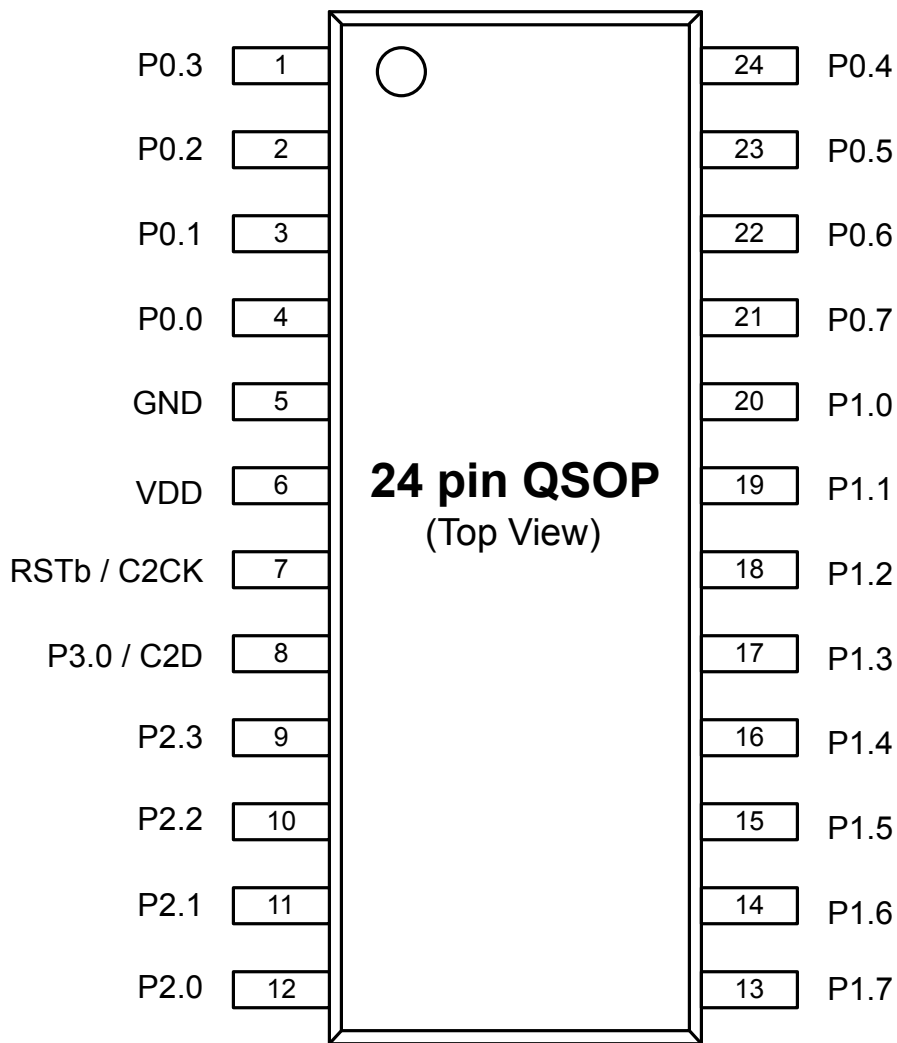 P0.3 1 24 P0.4
P0.2 2 23 P0.5
P0.1 3 22 P0.6
P0.0 4 21 P0.7
GND 5 20 P1.0
VDD 6 24 pin QSOP 19 P1.1
(Top View)
RSTb / C2CK 7 18 P1.2
P3.0 / C2D 8 17 P1.3
P2.3 9 16 P1.4
P2.2 10 15 P1.5
P2.1 11 14 P1.6
P2.0 12 13 P1.7